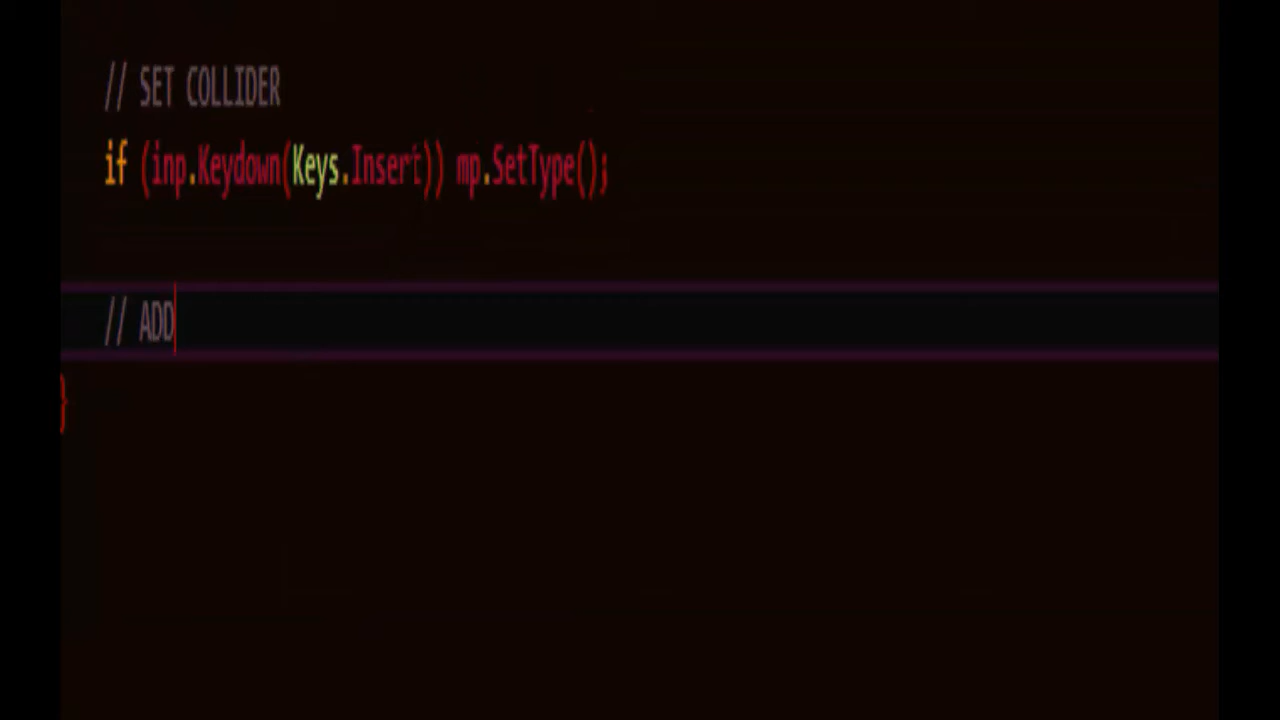 // SET COLLIDER
if (inp.Keydown(Keys.Insert)) mp.SetType();
// ADD
}